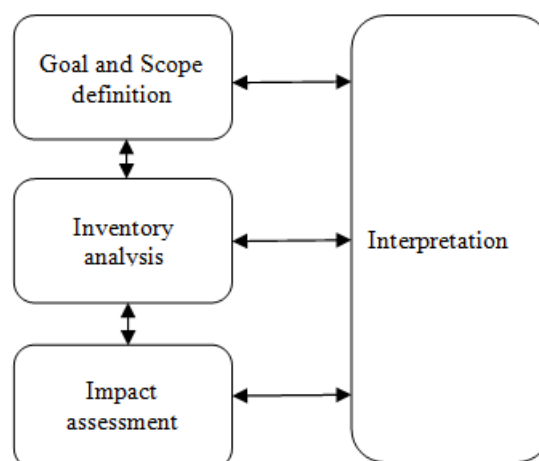 Goal and Scope
definition
Inventory
analysis
Interpretation
Impact
assessment